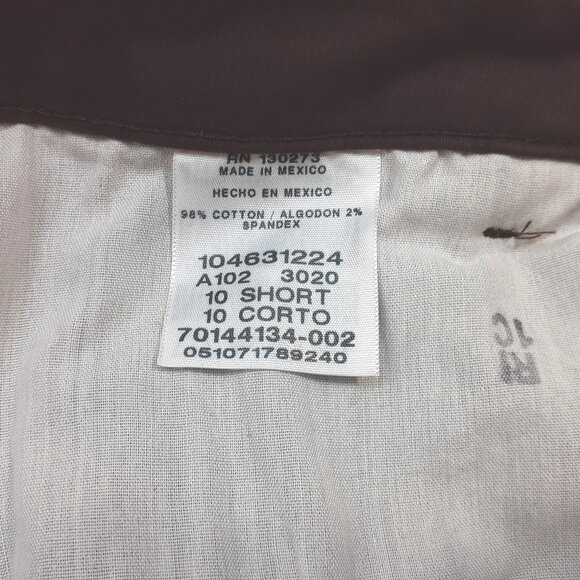 RN 130273
MADE IN MEXICO
HECHO EN MEXICO
98% COTTON / ALGODON 2%
SPANDEX
104631224
A102 3020
10 SHORT
10 CORTO
70144134-002
051071789240
JC